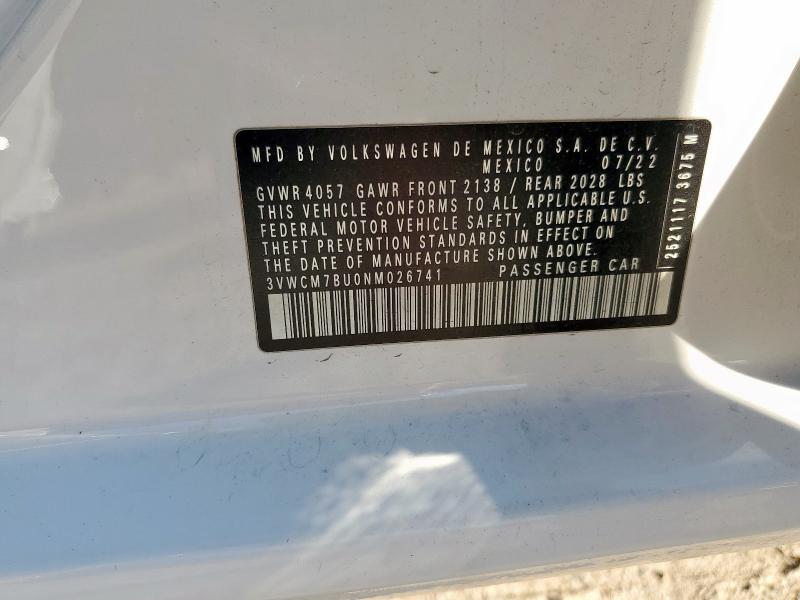 MFD BY VOLKSWAGEN DE MEXICO S.A. DE C.V.
MEXICO 07/22
GVWR 4057 GAWR FRONT 2138 / REAR 2028 LBS
THIS VEHICLE CONFORMS TO ALL APPLICABLE U.S.
FEDERAL MOTOR VEHICLE SAFETY, BUMPER AND
THEFT PREVENTION STANDARDS IN EFFECT ON
THE DATE OF MANUFACTURE SHOWN ABOVE.
3VWCM7BU0NM026741 PASSENGER CAR
2521117 3675 M